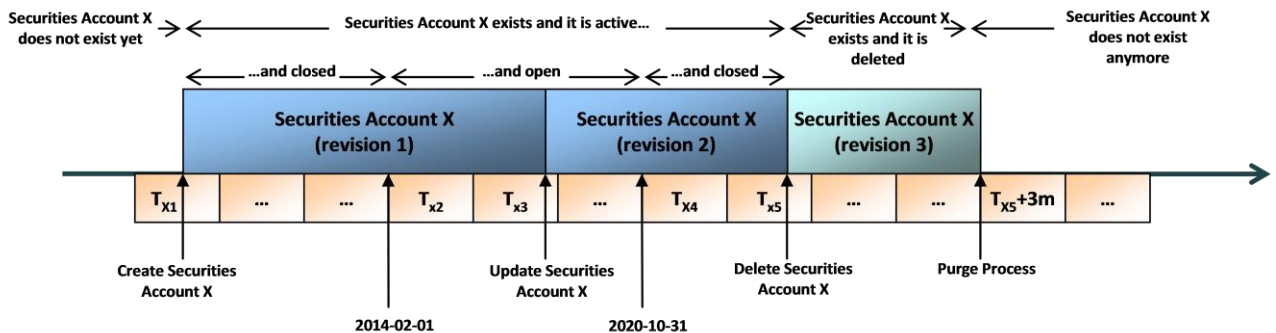 Securities Account X
does not exist yet
Securities Account X exists and it is active...
Securities Account X
exists and it is
deleted
Securities Account X
does not exist
anymore
...and closed
...and open
...and closed
Securities Account X
(revision 1)
Securities Account X
(revision 2)
Securities Account X
(revision 3)
TX1
...
...
Tx2
Tx3
...
TX4
Tx5
...
...
TX5+3m
...
Create Securities
Account X
Update Securities
Account X
Delete Securities
Account X
Purge Process
2014-02-01
2020-10-31